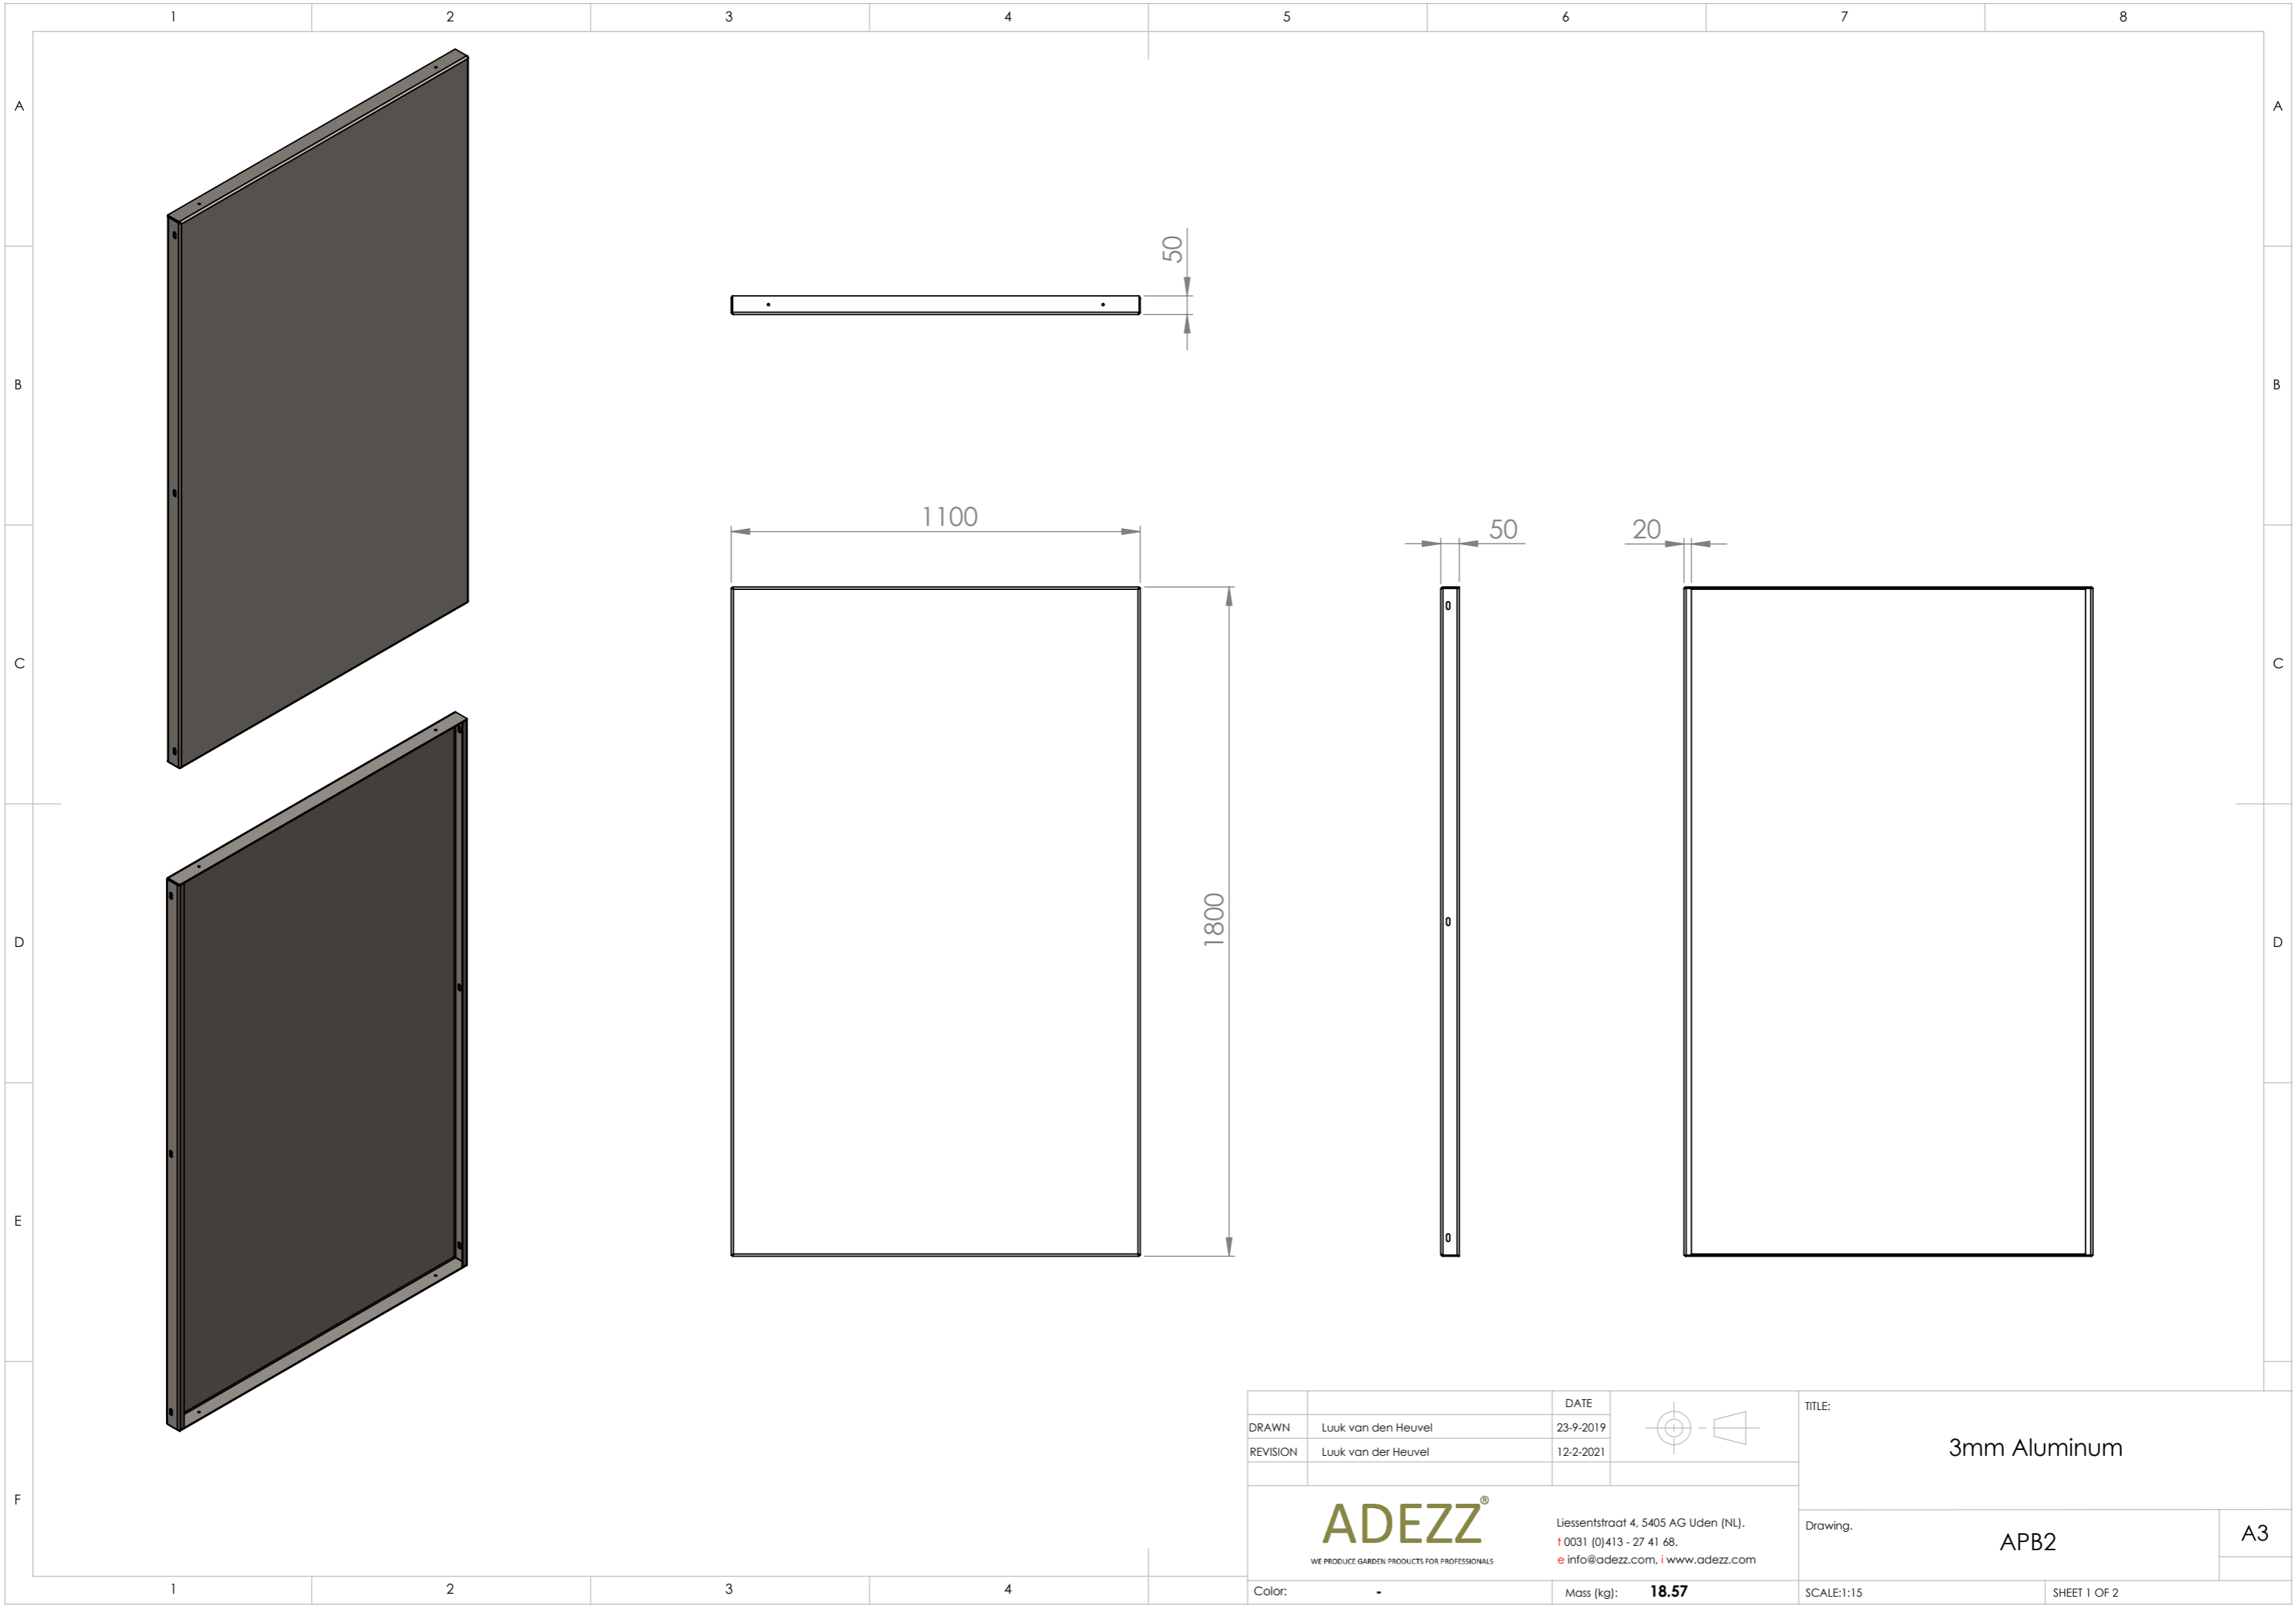 1 2 3 4 5 6 7 8
A A
50
B B
1100
50
20
C C
1800
D D
E E
F
DATE
DRAWN Luuk van den Heuvel 23-9-2019
REVISION Luuk van der Heuvel 12-2-2021
TITLE:
3mm Aluminum
ADEZZ®
WE PRODUCE GARDEN PRODUCTS FOR PROFESSIONALS
Liessentstraat 4, 5405 AG Uden (NL).
t 0031 (0)413 - 27 41 68.
e info@adezz.com, i www.adezz.com
Drawing.
APB2
A3
Color: -
Mass (kg): 18.57
SCALE:1:15
SHEET 1 OF 2
1 2 3 4